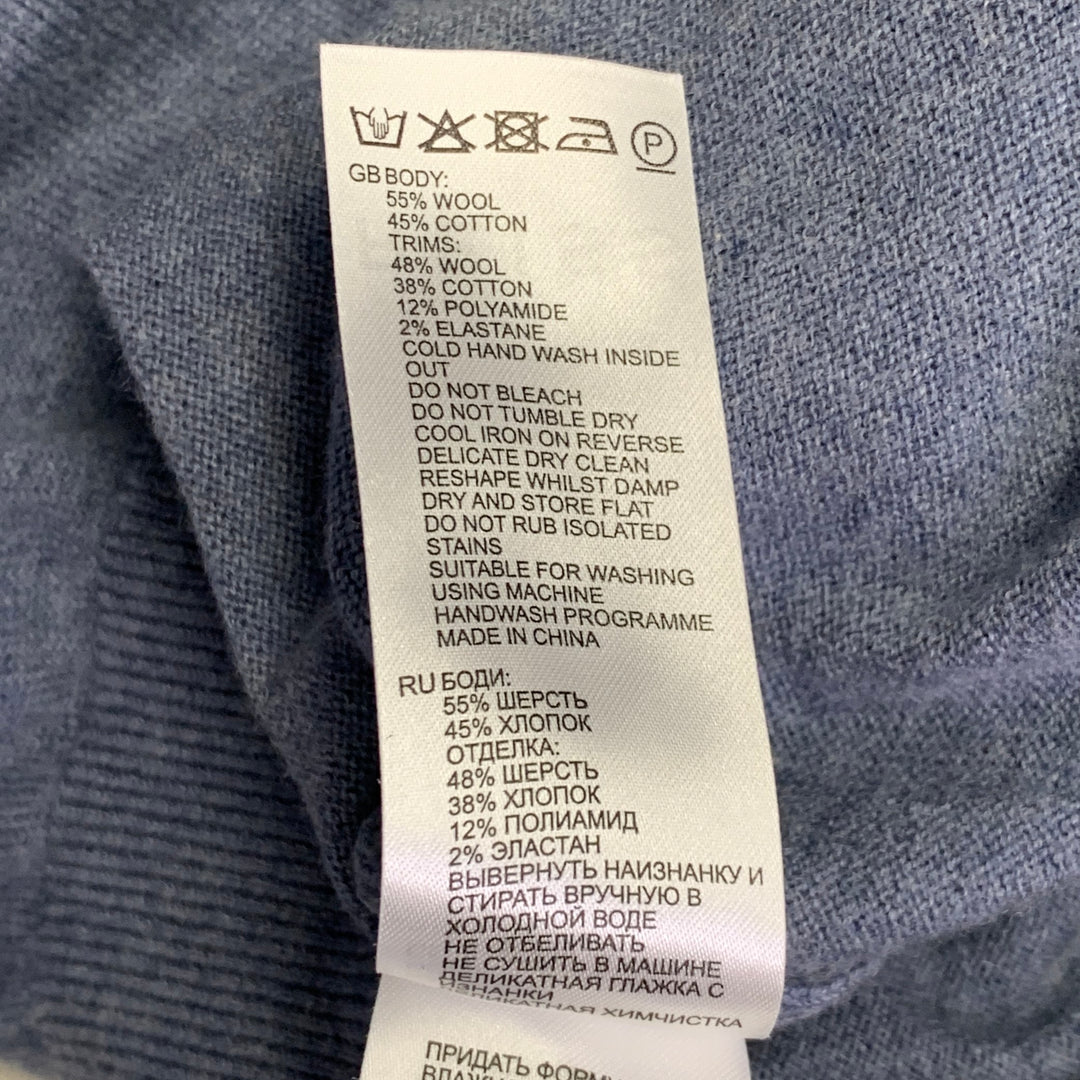 P
GB BODY:
55% WOOL
45% COTTON
TRIMS:
48% WOOL
38% COTTON
12% POLYAMIDE
2% ELASTANE
COLD HAND WASH INSIDE
OUT
DO NOT BLEACH
DO NOT TUMBLE DRY
COOL IRON ON REVERSE
DELICATE DRY CLEAN
RESHAPE WHILST DAMP
DRY AND STORE FLAT
DO NOT RUB ISOLATED
STAINS
SUITABLE FOR WASHING
USING MACHINE
HANDWASH PROGRAMME
MADE IN CHINA
RU БОДИ:
55% ШЕРСТЬ
45% ХЛОПОК
ОТДЕЛКА:
48% ШЕРСТЬ
38% ХЛОПОК
12% ПОЛИАМИД
2% ЭЛАСТАН
ВЫВЕРНУТЬ НАИЗНАНКУ И
СТИРАТЬ ВРУЧНУЮ В
ХОЛОДНОЙ ВОДЕ
НЕ ОТБЕЛИВАТЬ
НЕ СУШИТЬ В МАШИНЕ
ДЕЛИКАТНАЯ ГЛАЖКА С
ИЗНАНКИ
ДЕЛИКАТНАЯ ХИМЧИСТКА
ПРИДАТЬ